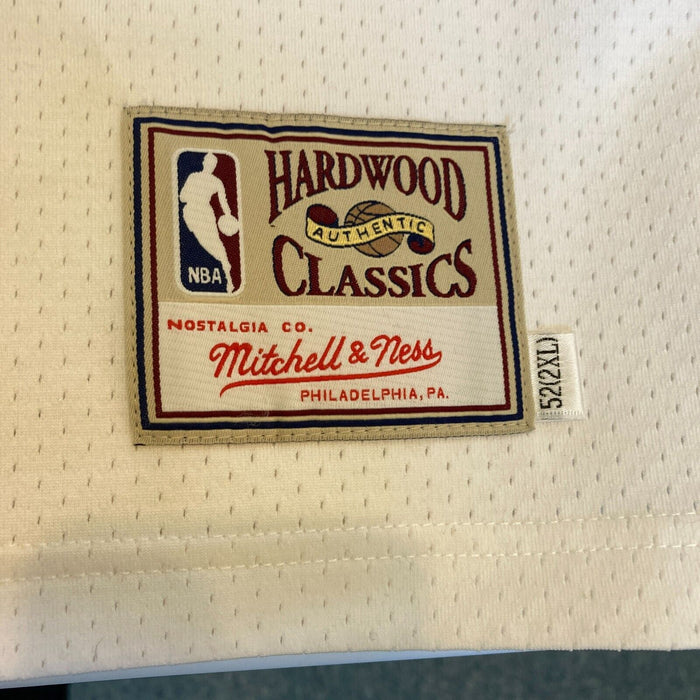 HARDWOOD
AUTHENTIC
CLASSICS
NBA
NOSTALGIA CO.
Mitchell & Ness
PHILADELPHIA, PA.
52(2XL)